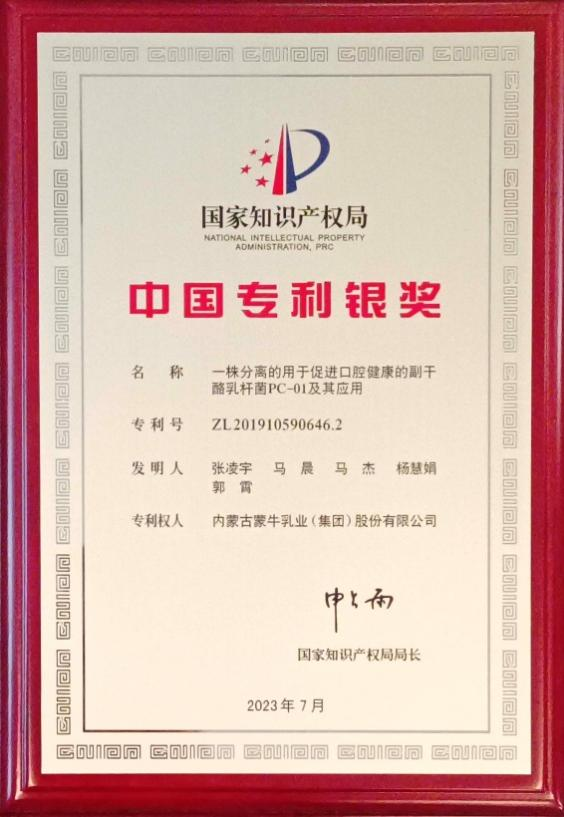 国家知识产权局
NATIONAL INTELLECTUAL PROPERTY
ADMINISTRATION, PRC
中国专利银奖
名 称 一株分离的用于促进口腔健康的副干
酪乳杆菌PC-01及其应用
专利号 ZL201910590646.2
发明人 张凌宇 马晨 马杰 杨慧娟
郭霄
专利权人 内蒙古蒙牛乳业（集团）股份有限公司
申长雨
国家知识产权局局长
2023年7月